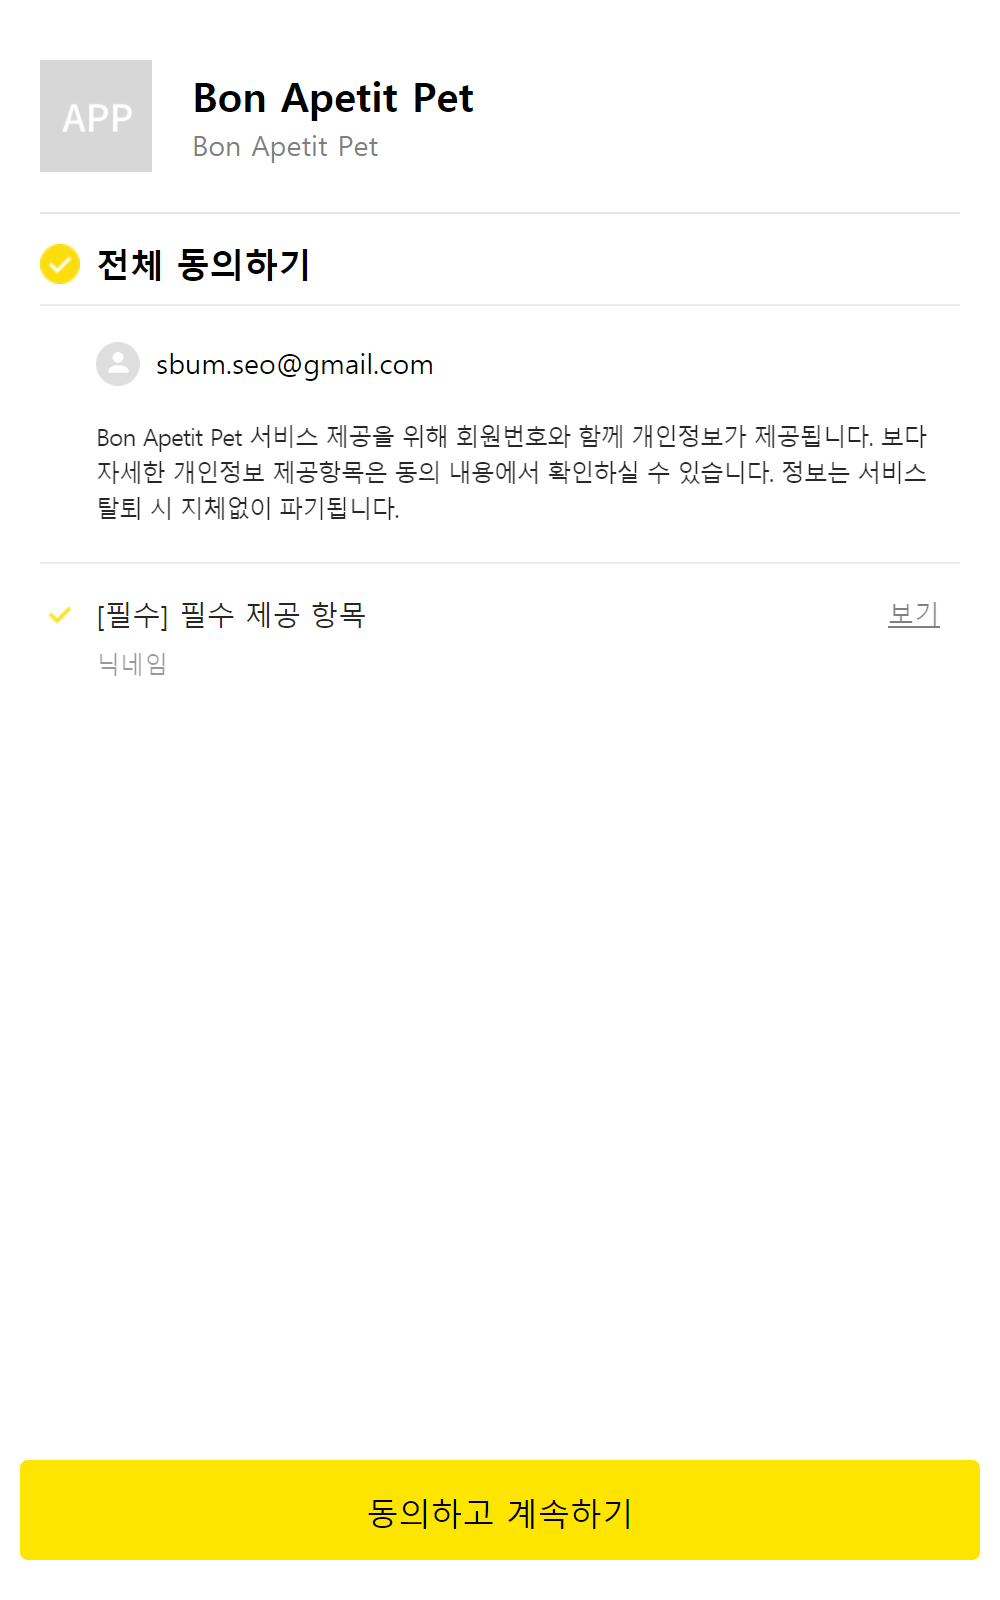 APP
Bon Apetit Pet
Bon Apetit Pet
전체 동의하기
sbum.seo@gmail.com
Bon Apetit Pet 서비스 제공을 위해 회원번호와 함께 개인정보가 제공됩니다. 보다
자세한 개인정보 제공항목은 동의 내용에서 확인하실 수 있습니다. 정보는 서비스
탈퇴 시 지체없이 파기됩니다.
[필수] 필수 제공 항목 보기
닉네임
동의하고 계속하기